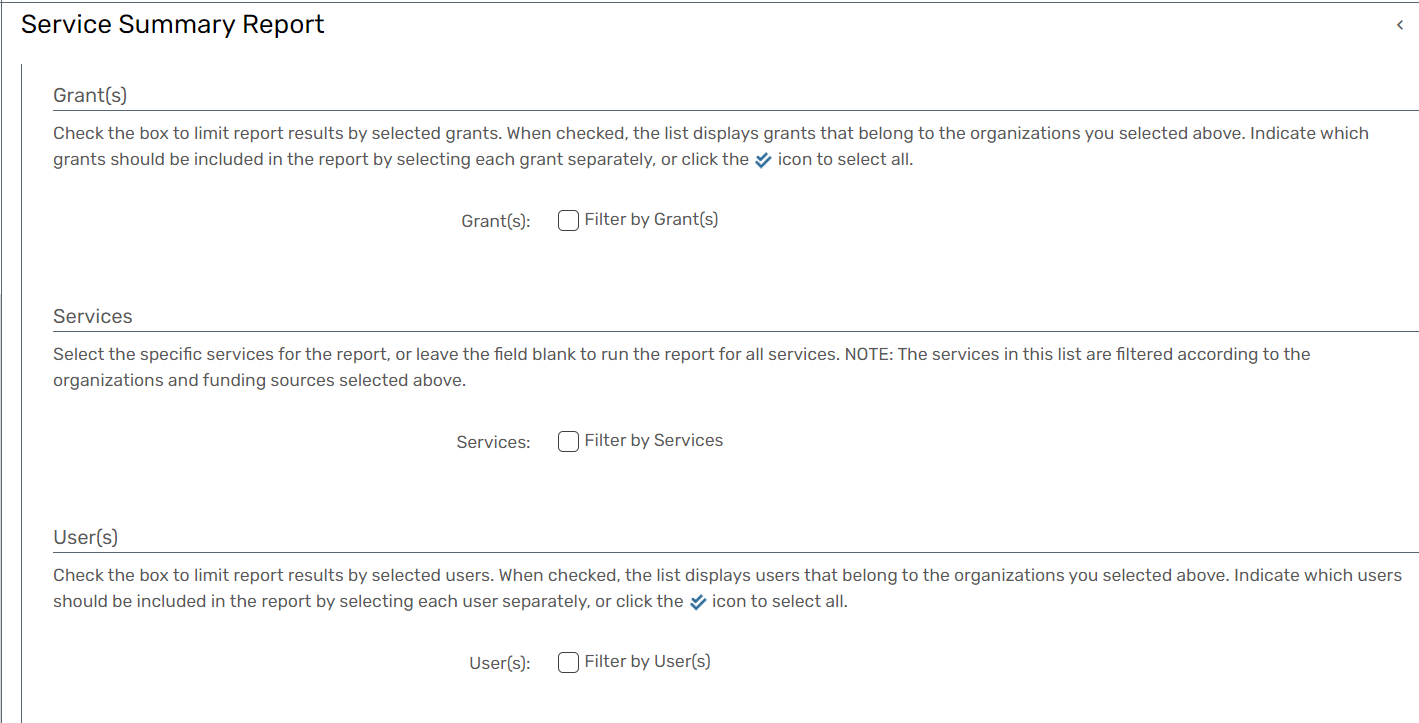 Service Summary Report
Grant(s)
Check the box to limit report results by selected grants. When checked, the list displays grants that belong to the organizations you selected above. Indicate which
grants should be included in the report by selecting each grant separately, or click the icon to select all.
Grant(s): Filter by Grant(s)
Services
Select the specific services for the report, or leave the field blank to run the report for all services. NOTE: The services in this list are filtered according to the
organizations and funding sources selected above.
Services: Filter by Services
User(s)
Check the box to limit report results by selected users. When checked, the list displays users that belong to the organizations you selected above. Indicate which users
should be included in the report by selecting each user separately, or click the icon to select all.
User(s): Filter by User(s)